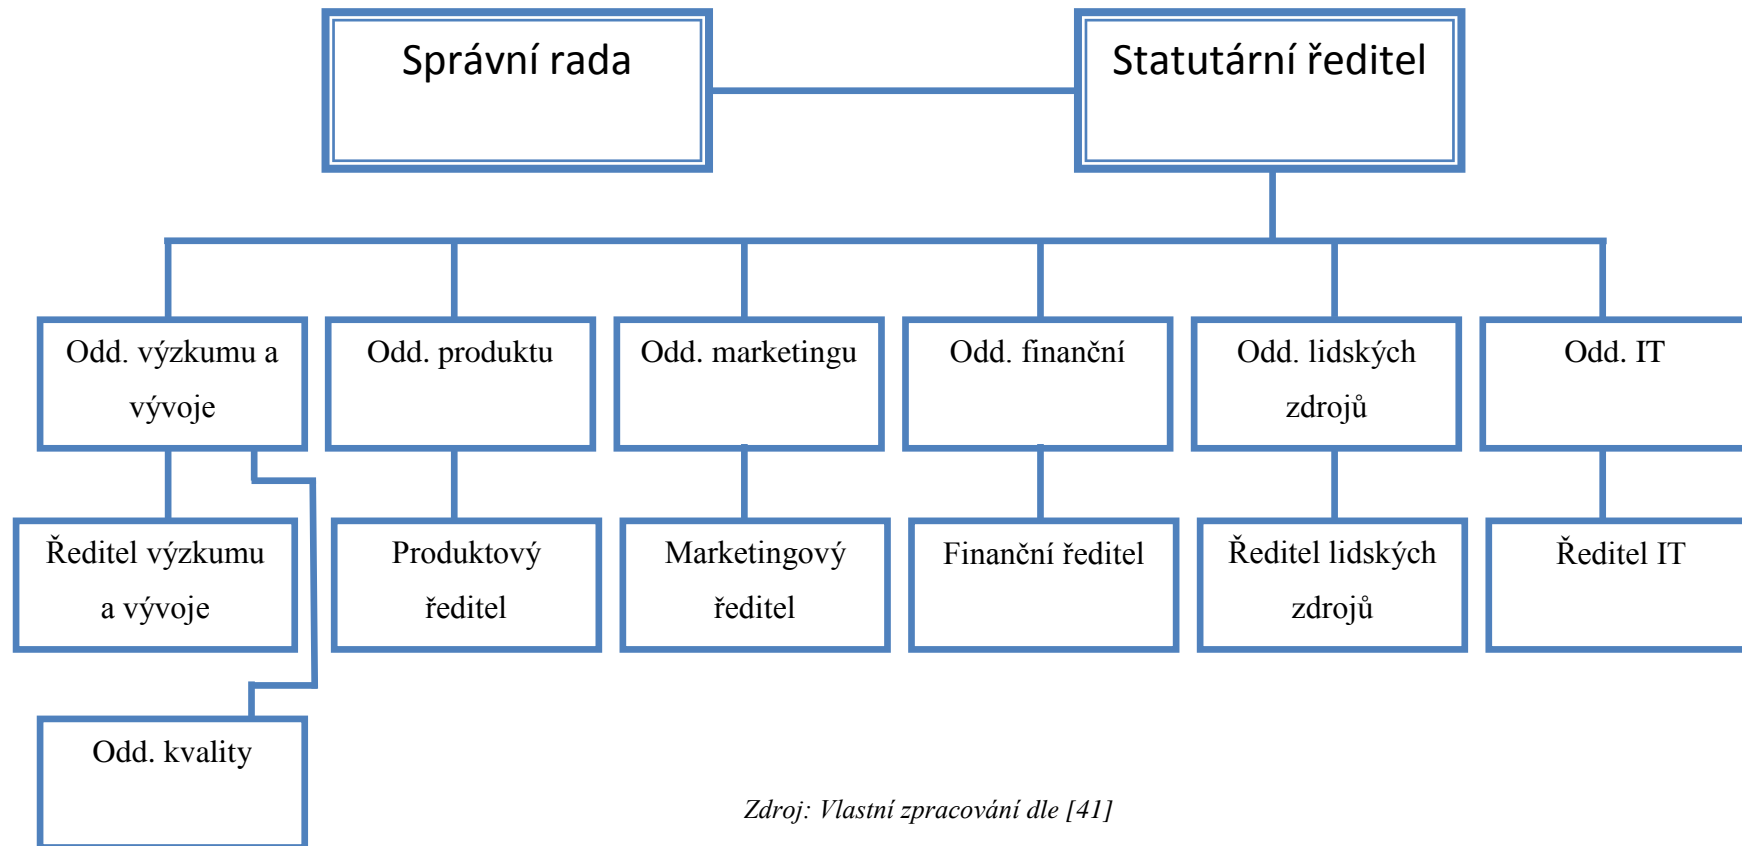 Správní rada
Statutární ředitel
Odd. výzkumu a
vývoje
Odd. produktu
Odd. marketingu
Odd. finanční
Odd. lidských
zdrojů
Odd. IT
Ředitel výzkumu
a vývoje
Produktový
ředitel
Marketingový
ředitel
Finanční ředitel
Ředitel lidských
zdrojů
Ředitel IT
Odd. kvality
Zdroj: Vlastní zpracování dle [41]